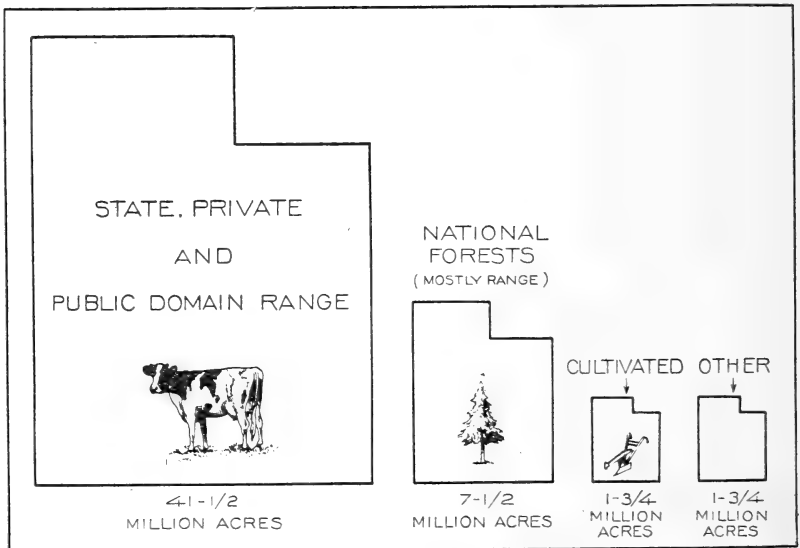 STATE, PRIVATE
AND
PUBLIC DOMAIN RANGE
41-1/2
MILLION ACRES
NATIONAL
FORESTS
(MOSTLY RANGE)
7-1/2
MILLION ACRES
CULTIVATED
1-3/4
MILLION
ACRES
OTHER
1-3/4
MILLION
ACRES